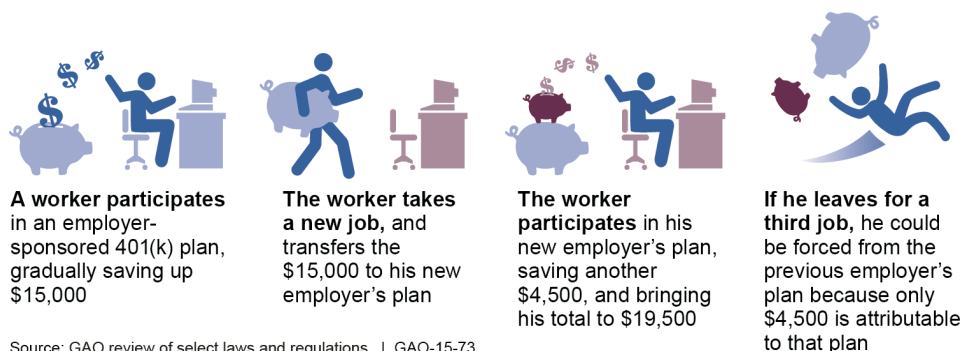 A worker participates
in an employer-
sponsored 401(k) plan,
gradually saving up
$15,000
The worker takes
a new job, and
transfers the
$15,000 to his new
employer’s plan
The worker
participates in his
new employer’s plan,
saving another
$4,500, and bringing
his total to $19,500
If he leaves for a
third job, he could
be forced from the
previous employer’s
plan because only
$4,500 is attributable
to that plan
Source: GAO review of select laws and regulations. | GAO-15-73